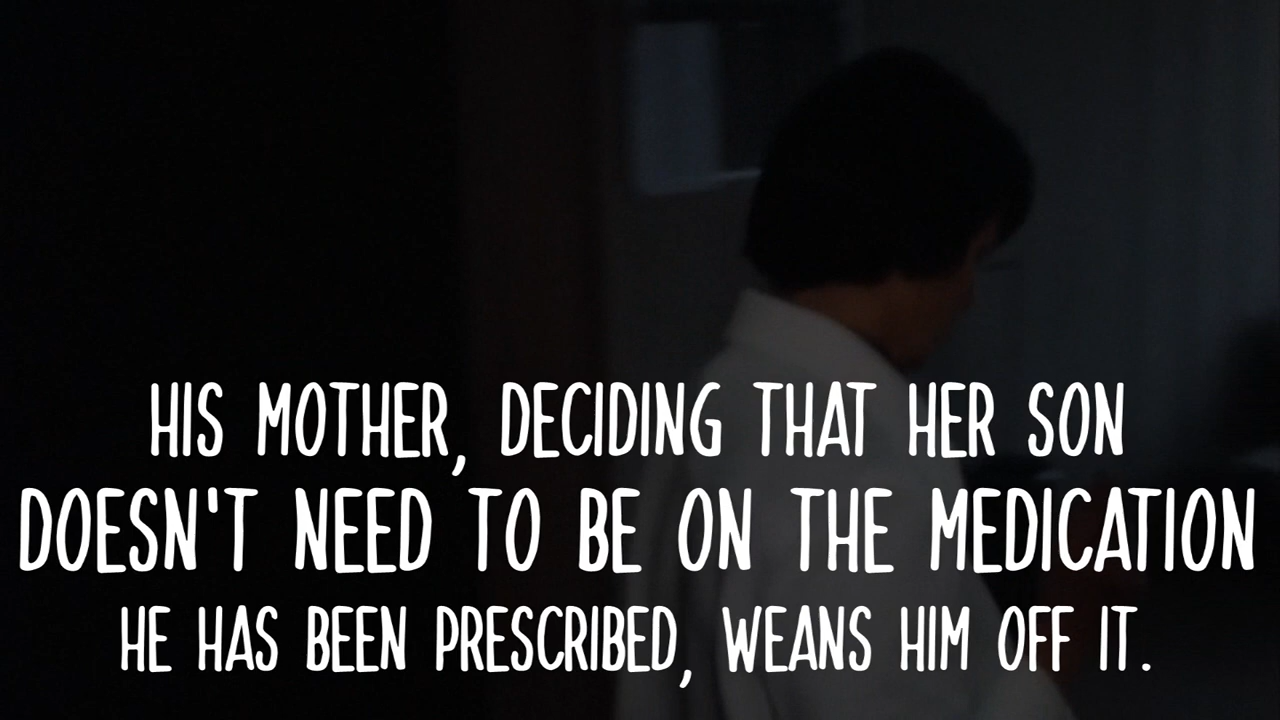 HIS MOTHER, DECIDING THAT HER SON
DOESN'T NEED TO BE ON THE MEDICATION
HE HAS BEEN PRESCRIBED, WEANS HIM OFF IT.